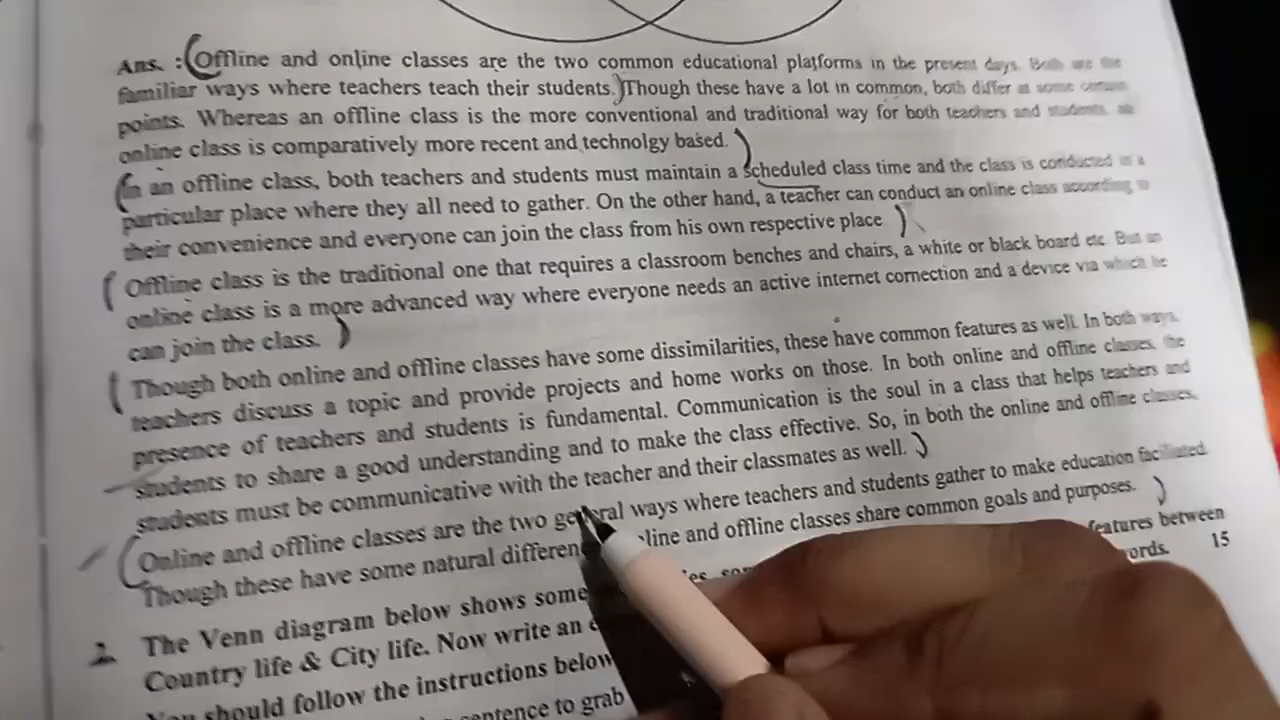 Ans. : Offline and online classes are the two common educational platforms in the present days. Both are the
familiar ways where teachers teach their students. Though these have a lot in common, both differ at some certain
points. Whereas an offline class is the more conventional and traditional way for both teachers and students, an
online class is comparatively more recent and technolgy based.
In an offline class, both teachers and students must maintain a scheduled class time and the class is conducted in a
particular place where they all need to gather. On the other hand, a teacher can conduct an online class according to
their convenience and everyone can join the class from his own respective place
Offline class is the traditional one that requires a classroom benches and chairs, a white or black board etc. But an
online class is a more advanced way where everyone needs an active internet connection and a device via which he
can join the class.
Though both online and offline classes have some dissimilarities, these have common features as well. In both ways,
teachers discuss a topic and provide projects and home works on those. In both online and offline classes, the
presence of teachers and students is fundamental. Communication is the soul in a class that helps teachers and
students to share a good understanding and to make the class effective. So, in both the online and offline classes,
students must be communicative with the teacher and their classmates as well.
Online and offline classes are the two general ways where teachers and students gather to make education facilitated.
Though these have some natural online and offline classes share common goals and purposes.
2. The Venn diagram below shows some features between
Country life & City life. Now write an words. 15
You should follow the instructions below
sentence to grab